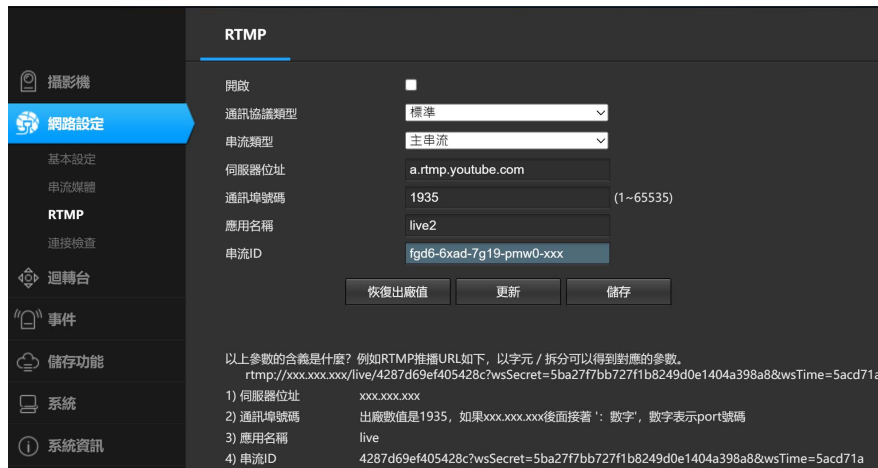 RTMP
攝影機
網路設定
基本設定
串流媒體
RTMP
連接檢查
迴轉台
事件
儲存功能
系統
系統資訊
開啟
通訊協議類型 標準
串流類型 主串流
伺服器位址 a.rtmp.youtube.com
通訊埠號碼 1935 (1~65535)
應用名稱 live2
串流ID fgd6-6xad-7g19-pmw0-xxx
恢復出廠值 更新 儲存
以上參數的含義是什麼? 例如RTMP推播URL如下，以字元 / 拆分可以得到對應的參數。
rtmp://xxx.xxx.xxx/live/4287d69ef405428c?wsSecret=5ba27f7bb727f1b8249d0e1404a398a8&wsTime=5acd71a
1) 伺服器位址 xxx.xxx.xxx
2) 通訊埠號碼 出廠數值是1935，如果xxx.xxx.xxx後面接著 '：數字'，數字表示port號碼
3) 應用名稱 live
4) 串流ID 4287d69ef405428c?wsSecret=5ba27f7bb727f1b8249d0e1404a398a8&wsTime=5acd71a